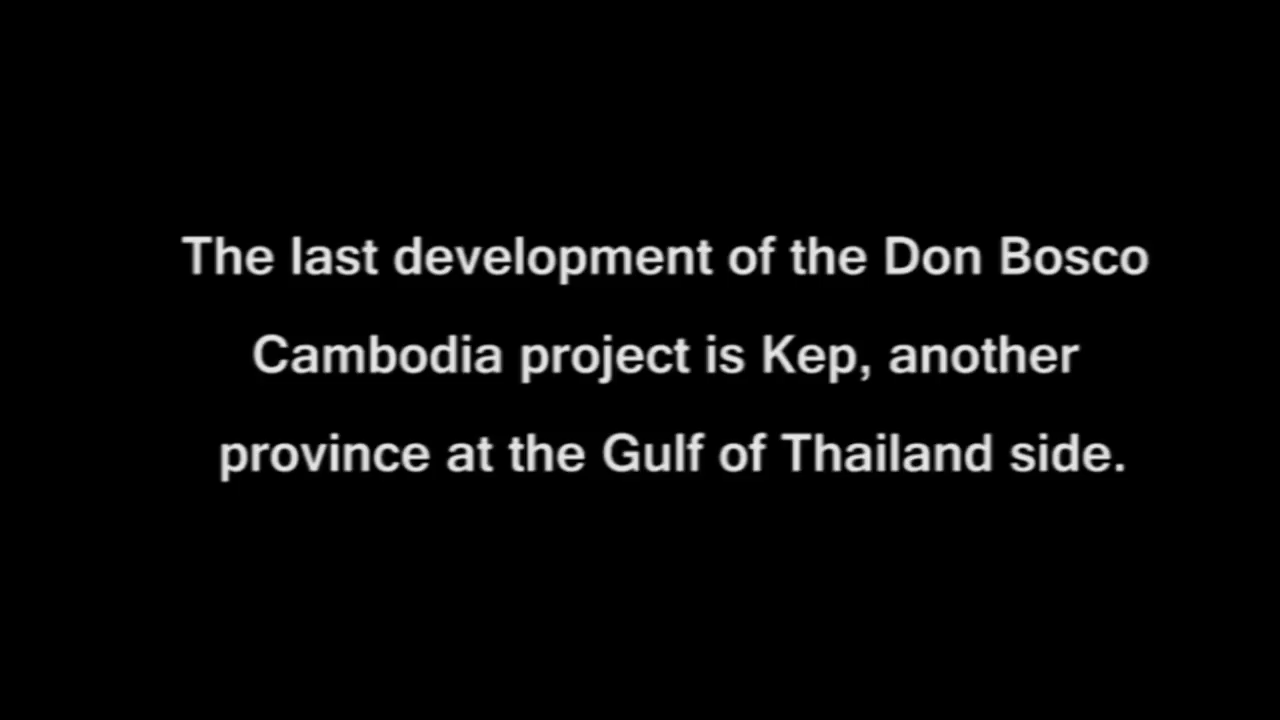 The last development of the Don Bosco
Cambodia project is Kep, another
province at the Gulf of Thailand side.